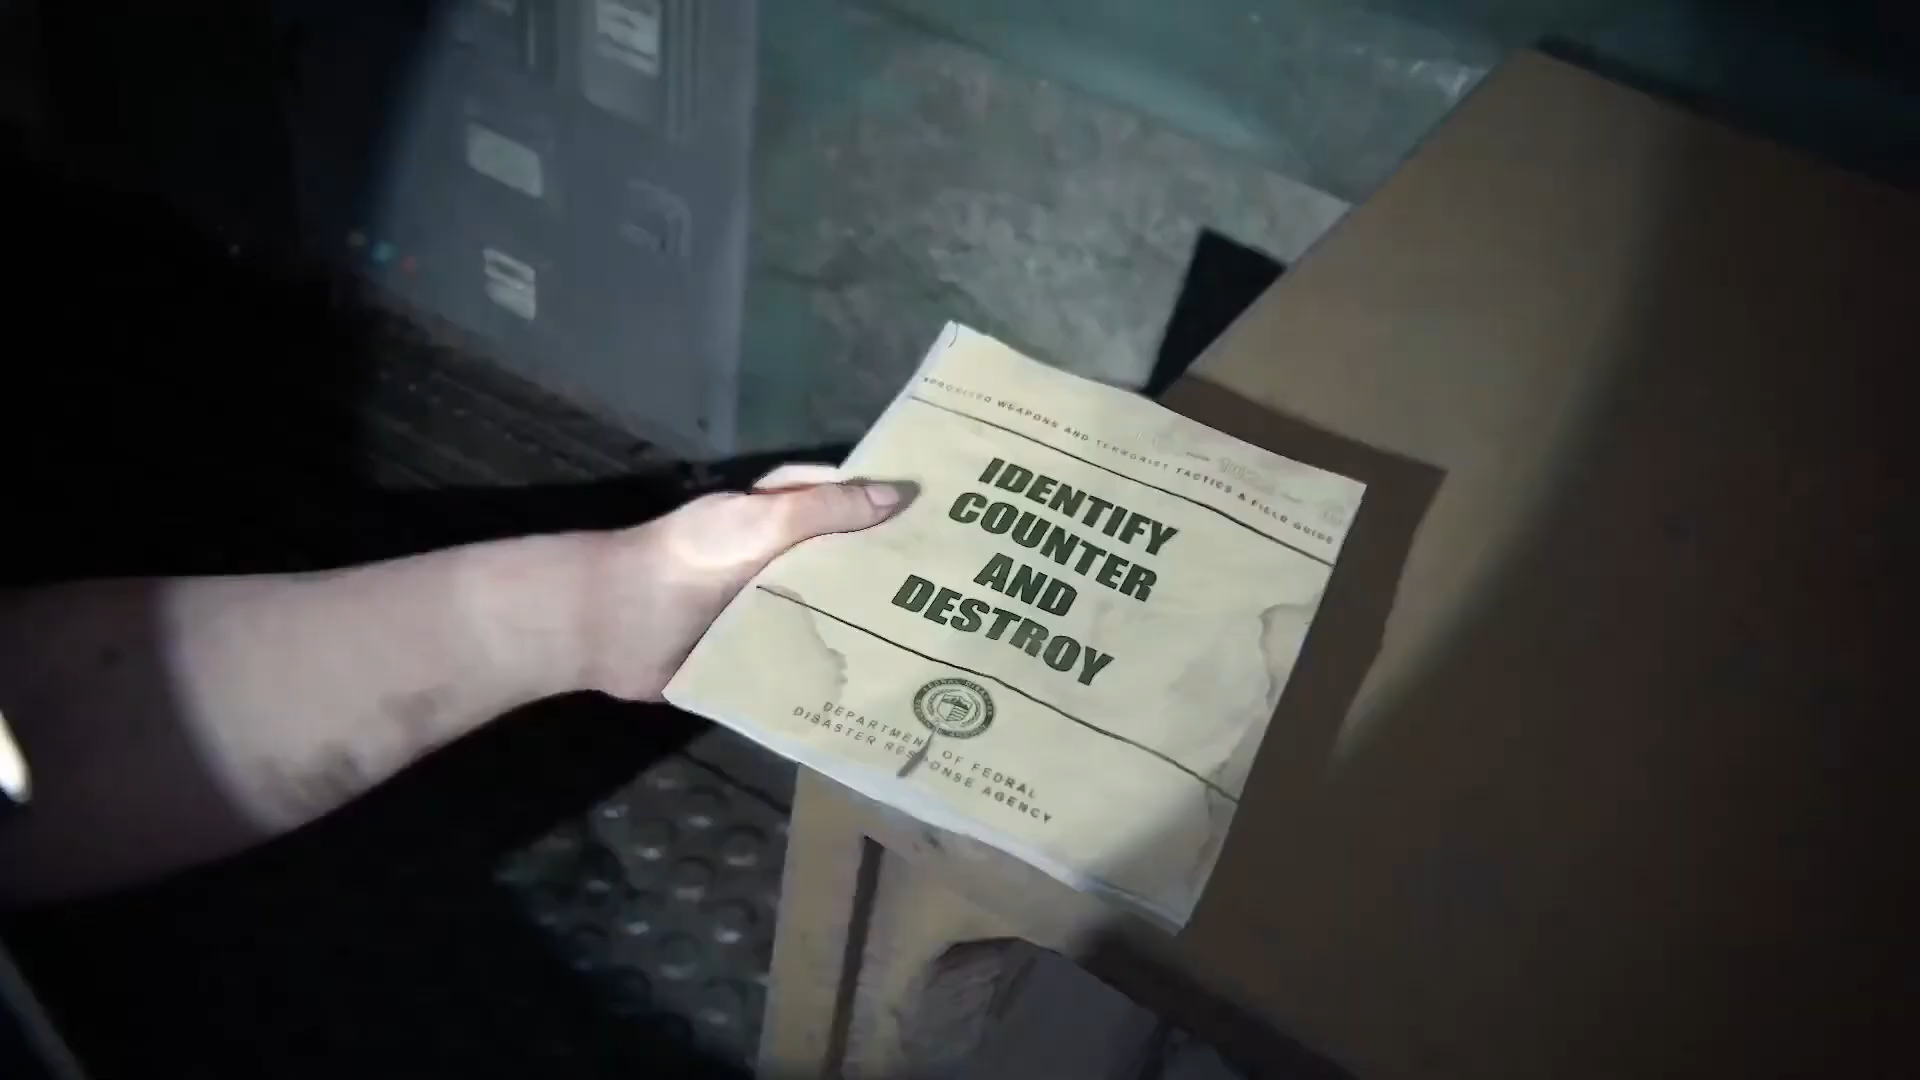 WEAPONS AND TERRORIST TACTICS & FIELD GUIDE
IDENTIFY
COUNTER
AND
DESTROY
DEPARTMENT OF FEDRAL
DISASTER RESPONSE AGENCY